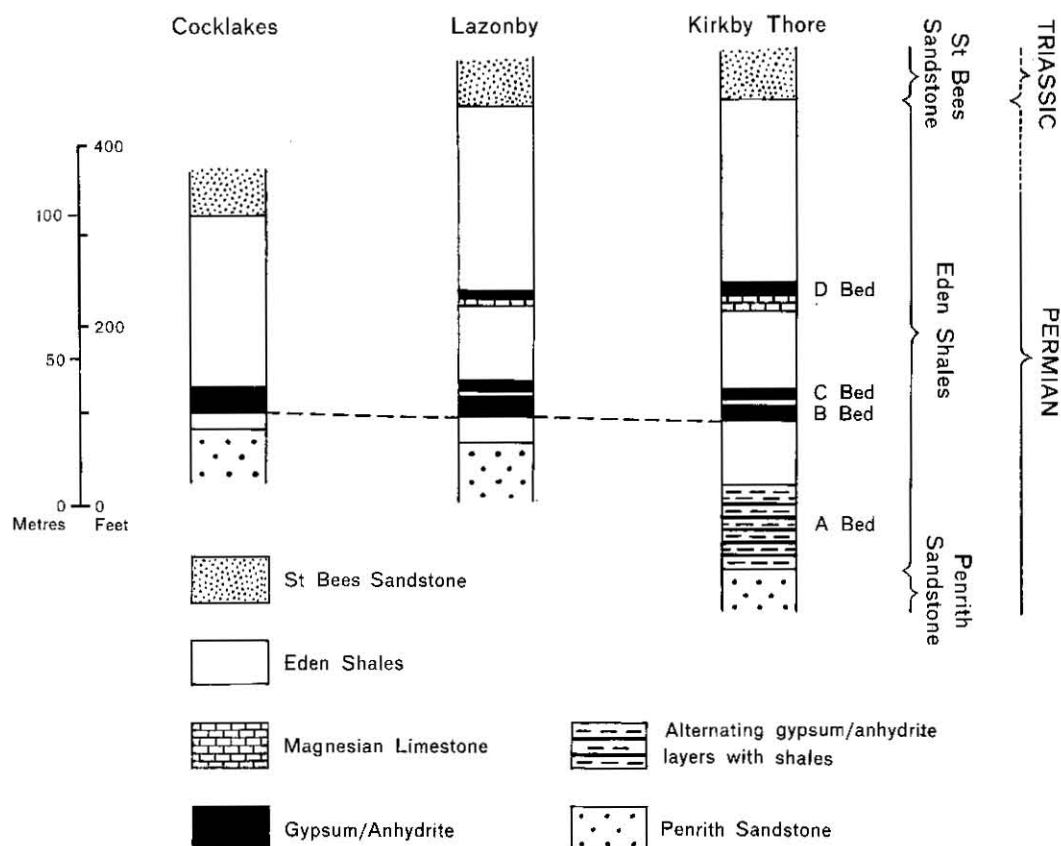 Cocklakes
Lazonby
Kirkby Thore
St Bees
Sandstone
TRIASSIC
400
100
200
50
0
0
Metres
Feet
D Bed
C Bed
B Bed
A Bed
Eden Shales
PERMIAN
Penrith
Sandstone
St Bees Sandstone
Eden Shales
Magnesian Limestone
Gypsum/Anhydrite
Alternating gypsum/anhydrite
layers with shales
Penrith Sandstone